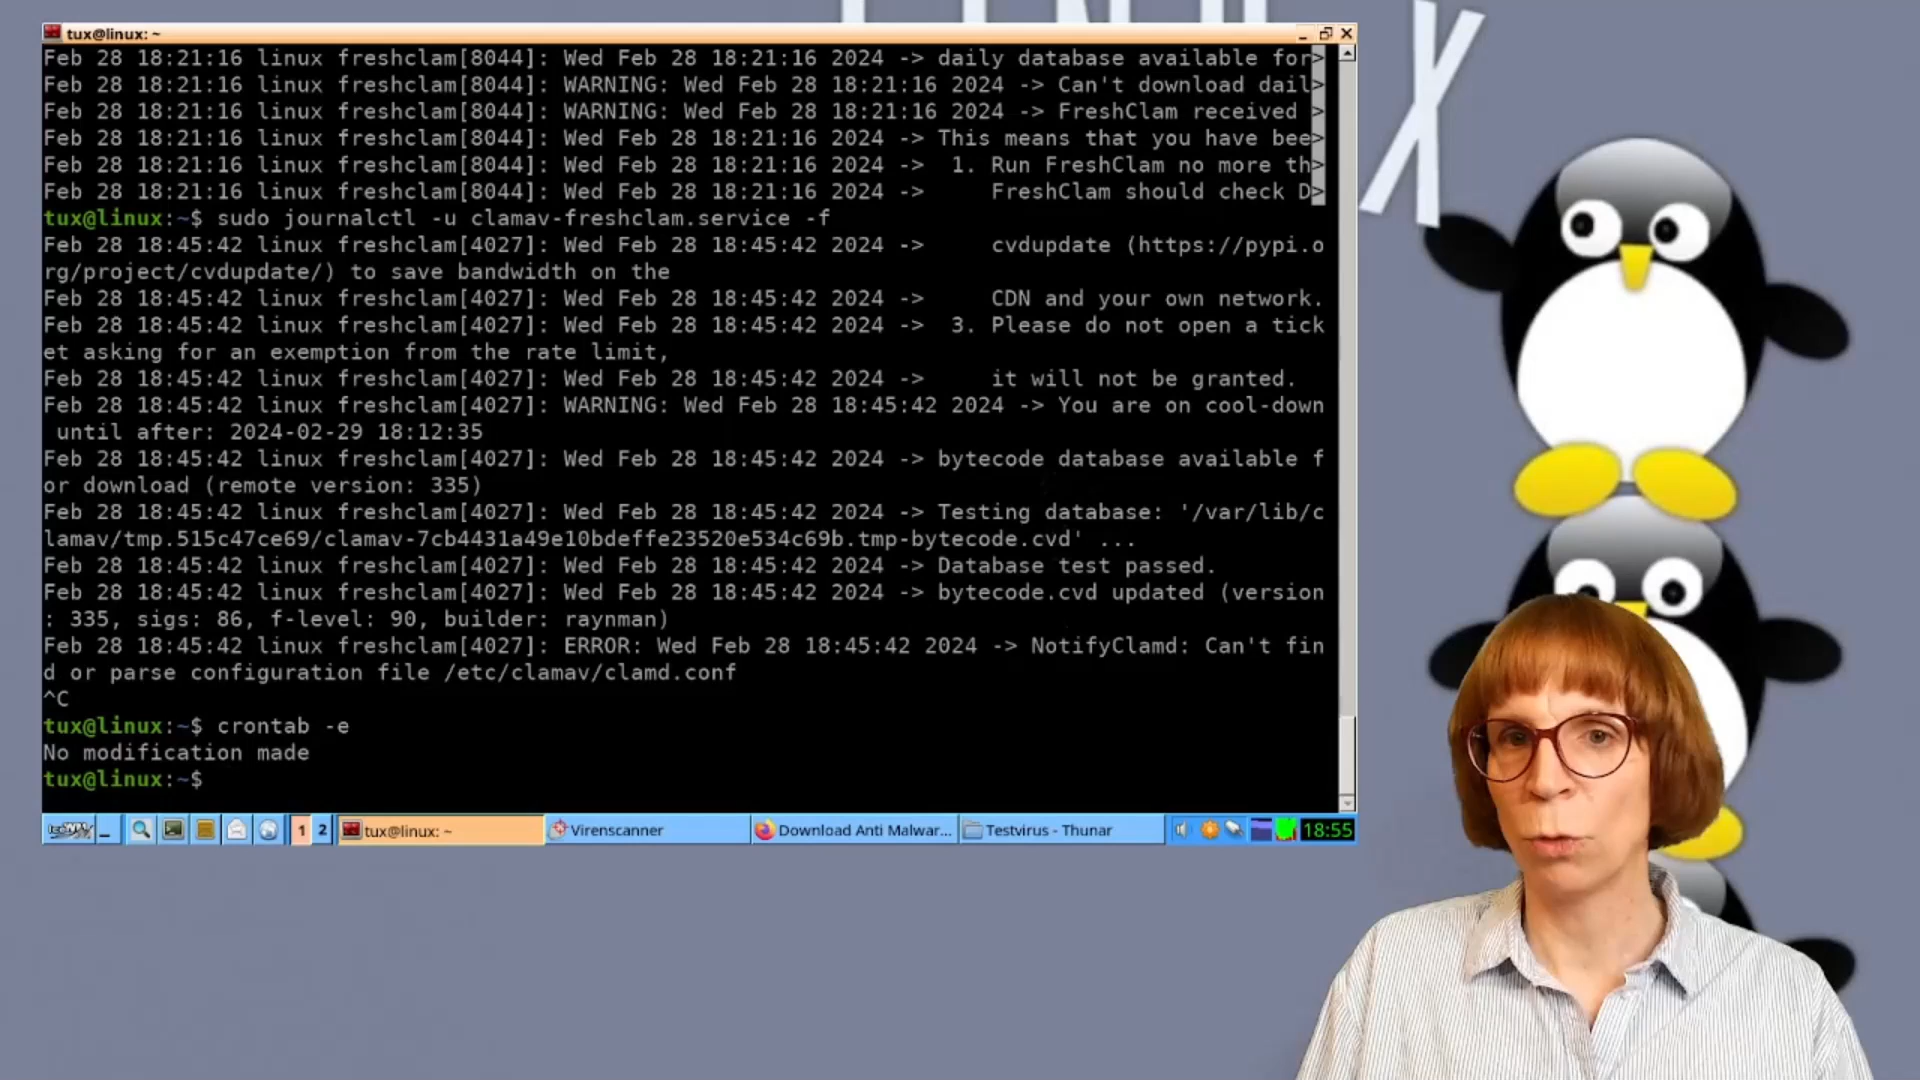 LINUX
tux@linux: ~
Feb 28 18:21:16 linux freshclam[8044]: Wed Feb 28 18:21:16 2024 -> daily database available for>
Feb 28 18:21:16 linux freshclam[8044]: WARNING: Wed Feb 28 18:21:16 2024 -> Can't download dail>
Feb 28 18:21:16 linux freshclam[8044]: WARNING: Wed Feb 28 18:21:16 2024 -> FreshClam received >
Feb 28 18:21:16 linux freshclam[8044]: Wed Feb 28 18:21:16 2024 -> This means that you have bee>
Feb 28 18:21:16 linux freshclam[8044]: Wed Feb 28 18:21:16 2024 ->  1. Run FreshClam no more th>
Feb 28 18:21:16 linux freshclam[8044]: Wed Feb 28 18:21:16 2024 ->     FreshClam should check D>
tux@linux:~$ sudo journalctl -u clamav-freshclam.service -f
Feb 28 18:45:42 linux freshclam[4027]: Wed Feb 28 18:45:42 2024 ->     cvdupdate (https://pypi.o
rg/project/cvdupdate/) to save bandwidth on the
Feb 28 18:45:42 linux freshclam[4027]: Wed Feb 28 18:45:42 2024 ->     CDN and your own network.
Feb 28 18:45:42 linux freshclam[4027]: Wed Feb 28 18:45:42 2024 ->  3. Please do not open a tick
et asking for an exemption from the rate limit,
Feb 28 18:45:42 linux freshclam[4027]: Wed Feb 28 18:45:42 2024 ->     it will not be granted.
Feb 28 18:45:42 linux freshclam[4027]: WARNING: Wed Feb 28 18:45:42 2024 -> You are on cool-down
 until after: 2024-02-29 18:12:35
Feb 28 18:45:42 linux freshclam[4027]: Wed Feb 28 18:45:42 2024 -> bytecode database available f
or download (remote version: 335)
Feb 28 18:45:42 linux freshclam[4027]: Wed Feb 28 18:45:42 2024 -> Testing database: '/var/lib/c
lamav/tmp.515c47ce69/clamav-7cb4431a49e10bdeffe23520e534c69b.tmp-bytecode.cvd' ...
Feb 28 18:45:42 linux freshclam[4027]: Wed Feb 28 18:45:42 2024 -> Database test passed.
Feb 28 18:45:42 linux freshclam[4027]: Wed Feb 28 18:45:42 2024 -> bytecode.cvd updated (version
: 335, sigs: 86, f-level: 90, builder: raynman)
Feb 28 18:45:42 linux freshclam[4027]: ERROR: Wed Feb 28 18:45:42 2024 -> NotifyClamd: Can't fin
d or parse configuration file /etc/clamav/clamd.conf
^C
tux@linux:~$ crontab -e
No modification made
tux@linux:~$
IceWM 1 2 tux@linux: ~ Virenscanner Download Anti Malwar... Testvirus - Thunar 18:55